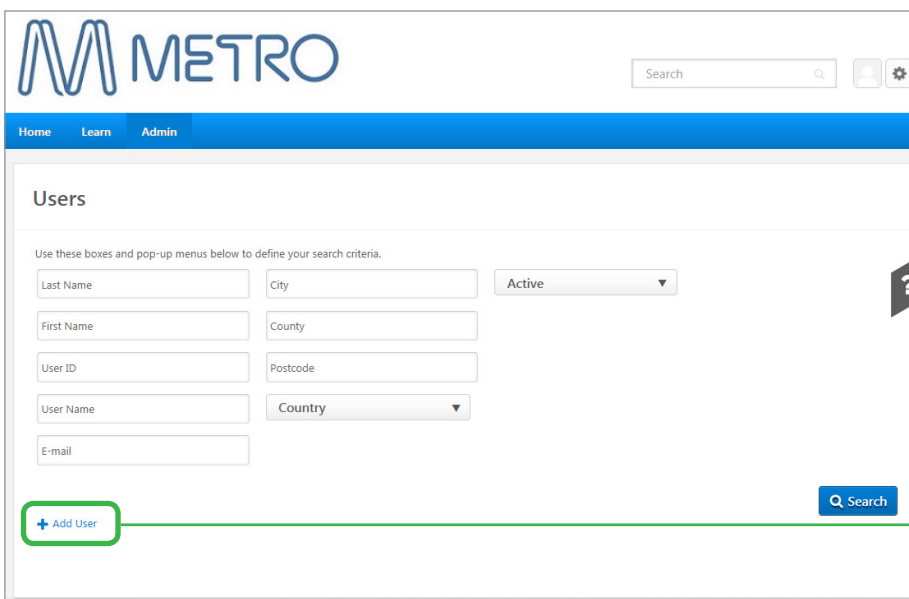 METRO
Search
Home Learn Admin
Users
Use these boxes and pop-up menus below to define your search criteria.
Last Name City Active
First Name County
User ID Postcode
User Name Country
E-mail
Search
+ Add User
?